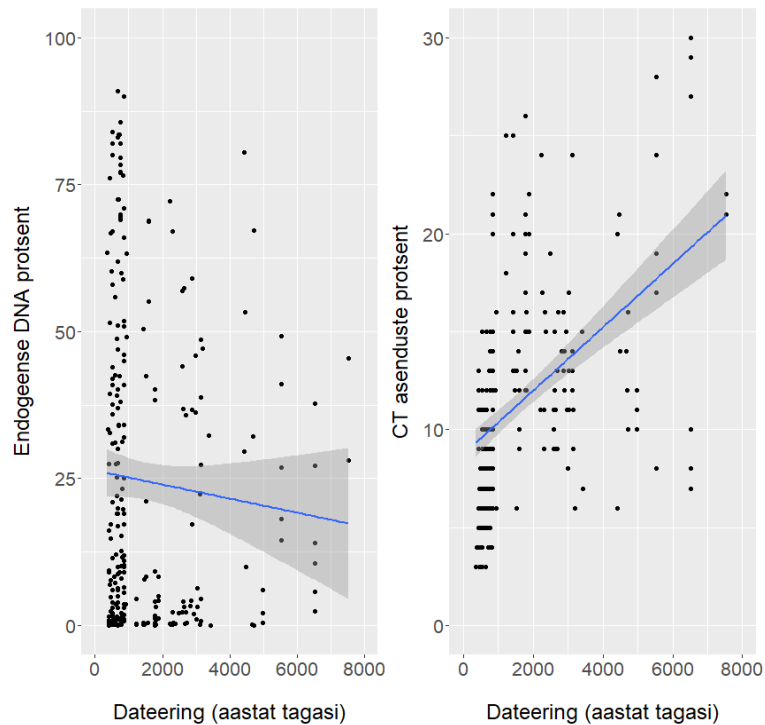 Endogeense DNA protsent
100
75
50
25
0
0 2000 4000 6000 8000
Dateering (aastat tagasi)
CT asenduste protsent
30
20
10
0
0 2000 4000 6000 8000
Dateering (aastat tagasi)